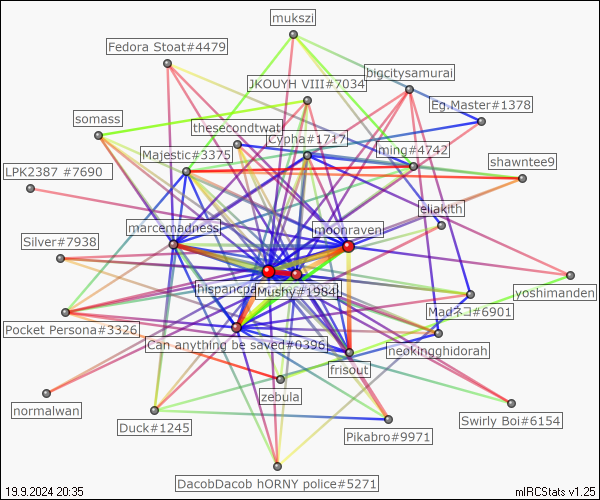 mukszi
Fedora Stoat#4479
bigcitysamurai
JKOUYH VIII#7034
Eg.Master#1378
somass
thesecondtwat
Cypha#1717
ming#4742
Majestic#3375
shawntee9
LPK2387 #7690
eliakith
marcemadness
moonraven
Silver#7938
Mushy#1984
yoshimanden
Madネコ#6901
Pocket Persona#3326
Can anything be saved#0396
neokingghidorah
frisout
zebula
normalwan
Swirly Boi#6154
Duck#1245
Pikabro#9971
DacobDacob hORNY police#5271
19.9.2024 20:35
mIRCStats v1.25